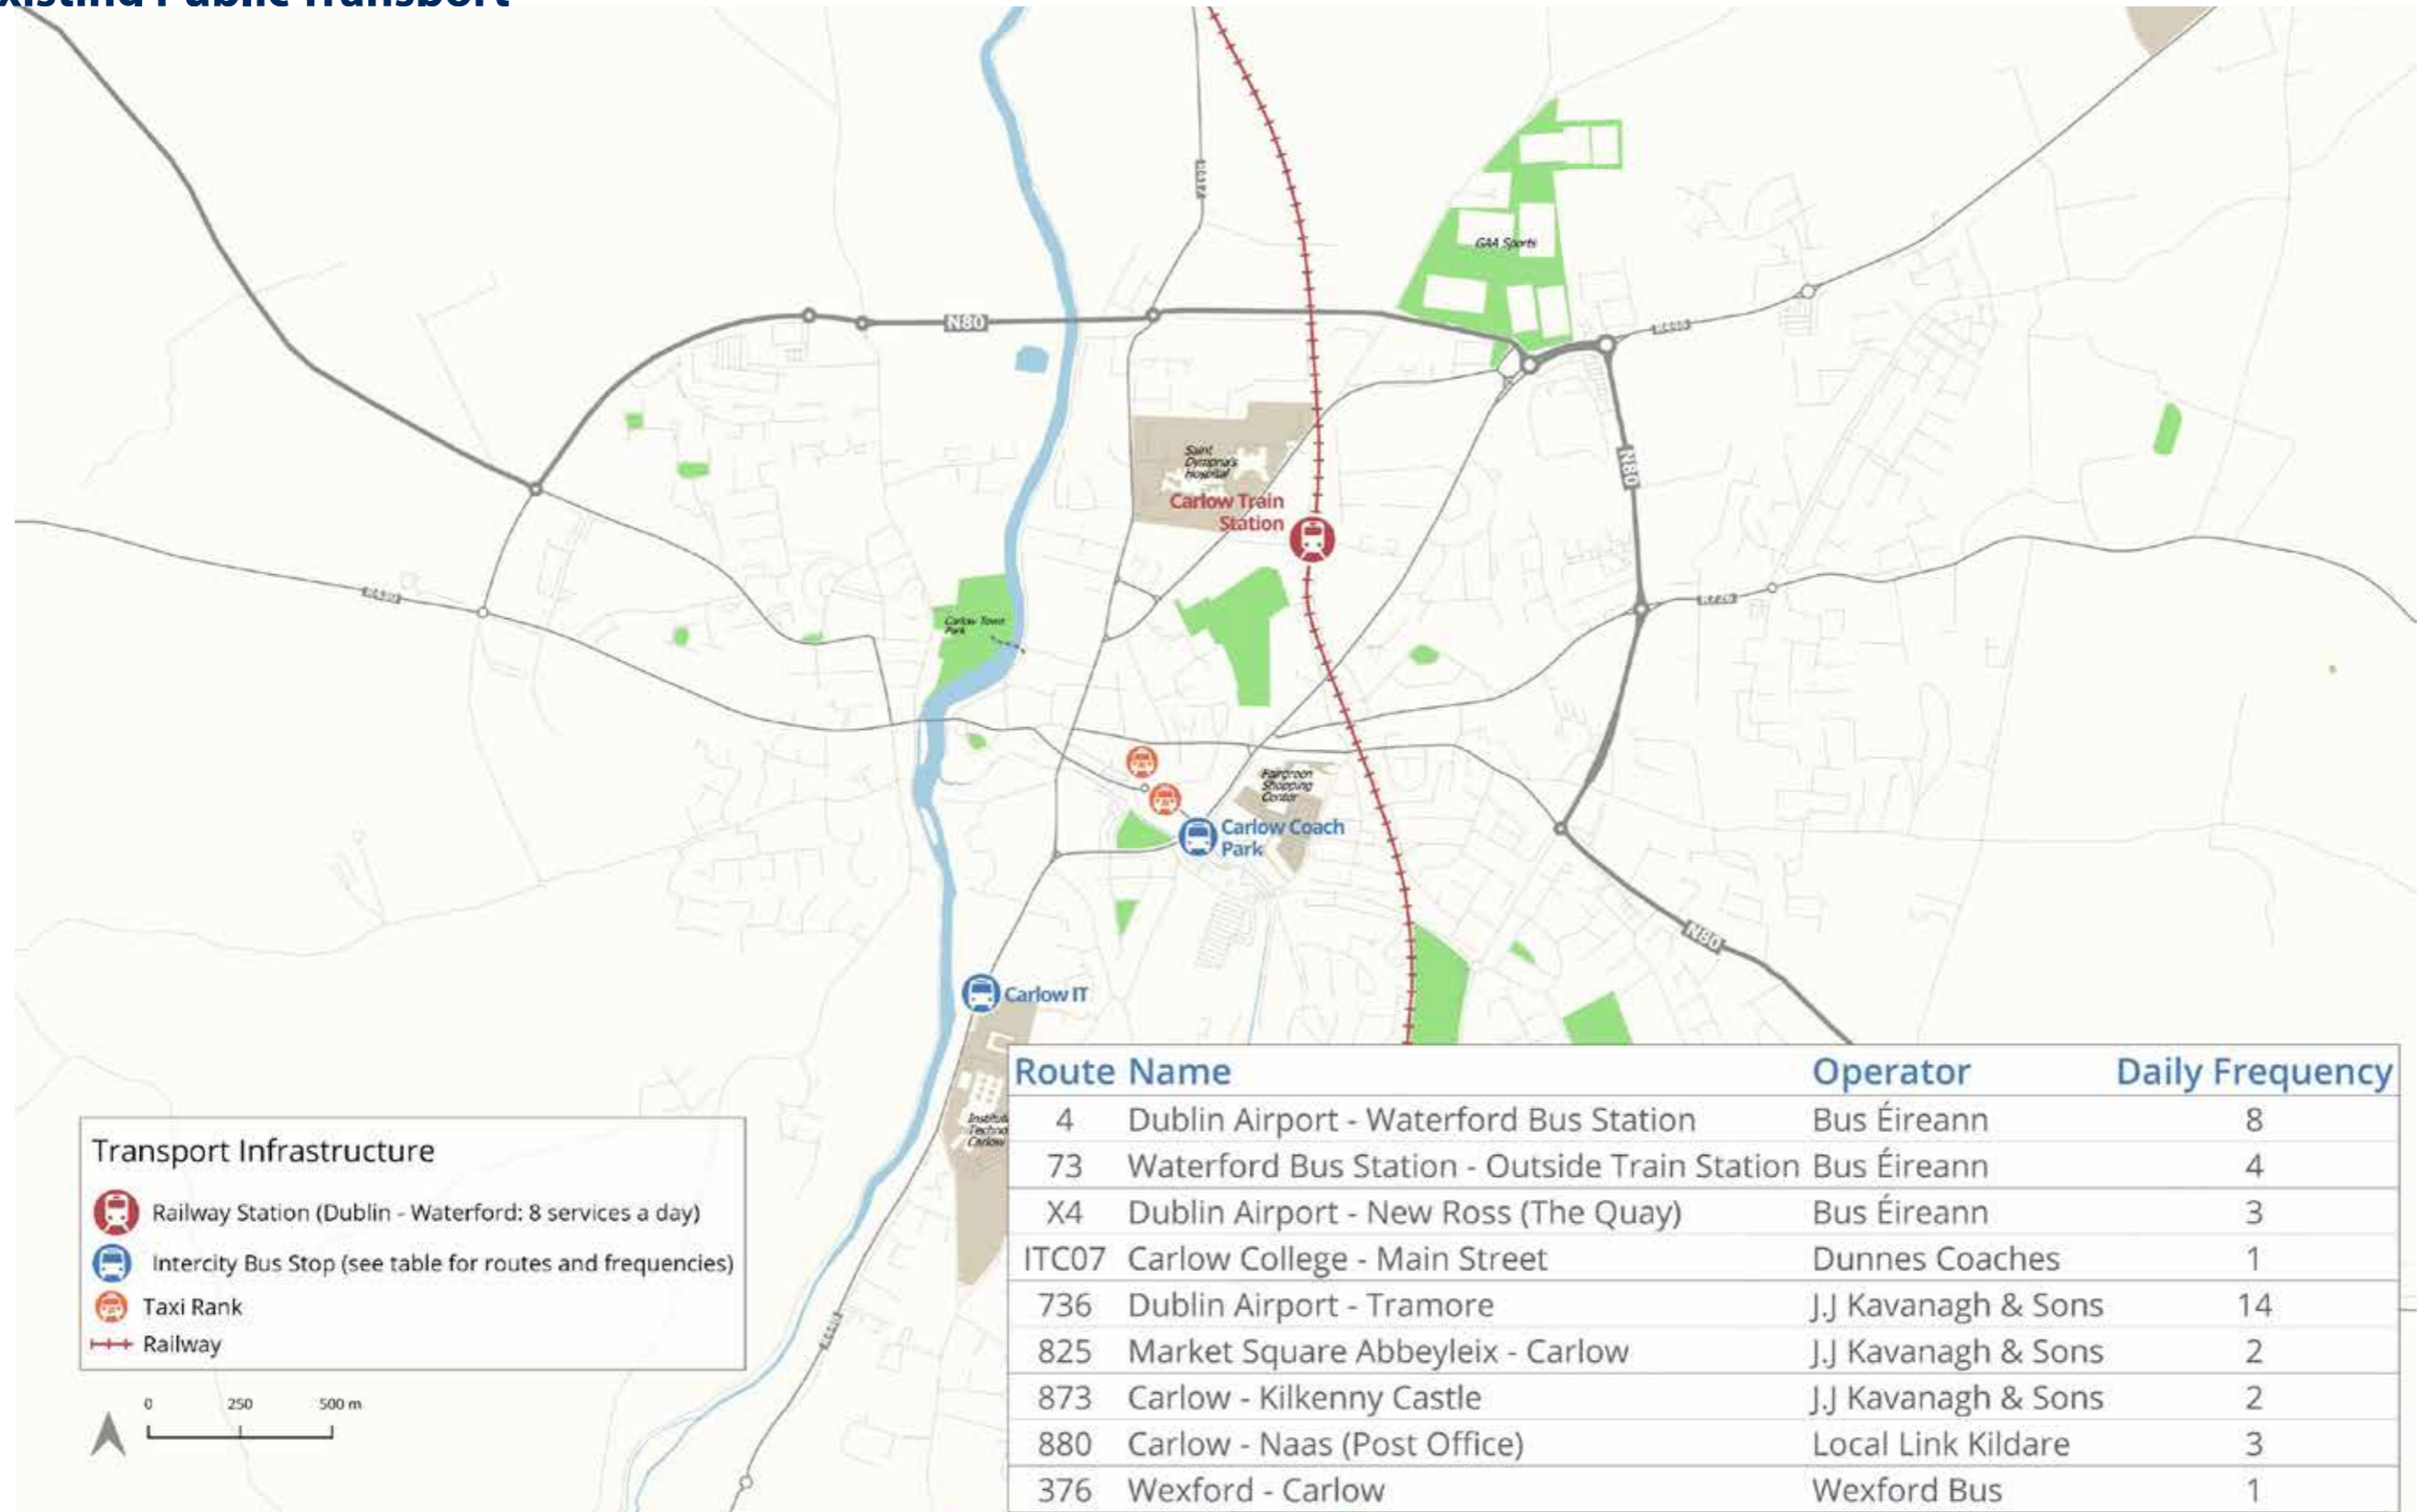 xisting Public Transport
N80
GAA Sports
Saint
Dympna's
Hospital
Carlow Train
Station
N80
Carlow Town
Park
Fairgreen
Shopping
Center
Carlow Coach
Park
N80
Carlow IT
Carlow
Transport Infrastructure
Railway Station (Dublin - Waterford: 8 services a day)
Intercity Bus Stop (see table for routes and frequencies)
Taxi Rank
Railway
0 250 500 m
Route Name Operator Daily Frequency
4 Dublin Airport - Waterford Bus Station Bus Éireann 8
73 Waterford Bus Station - Outside Train Station Bus Éireann 4
X4 Dublin Airport - New Ross (The Quay) Bus Éireann 3
ITC07 Carlow College - Main Street Dunnes Coaches 1
736 Dublin Airport - Tramore J.J Kavanagh & Sons 14
825 Market Square Abbeyleix - Carlow J.J Kavanagh & Sons 2
873 Carlow - Kilkenny Castle J.J Kavanagh & Sons 2
880 Carlow - Naas (Post Office) Local Link Kildare 3
376 Wexford - Carlow Wexford Bus 1